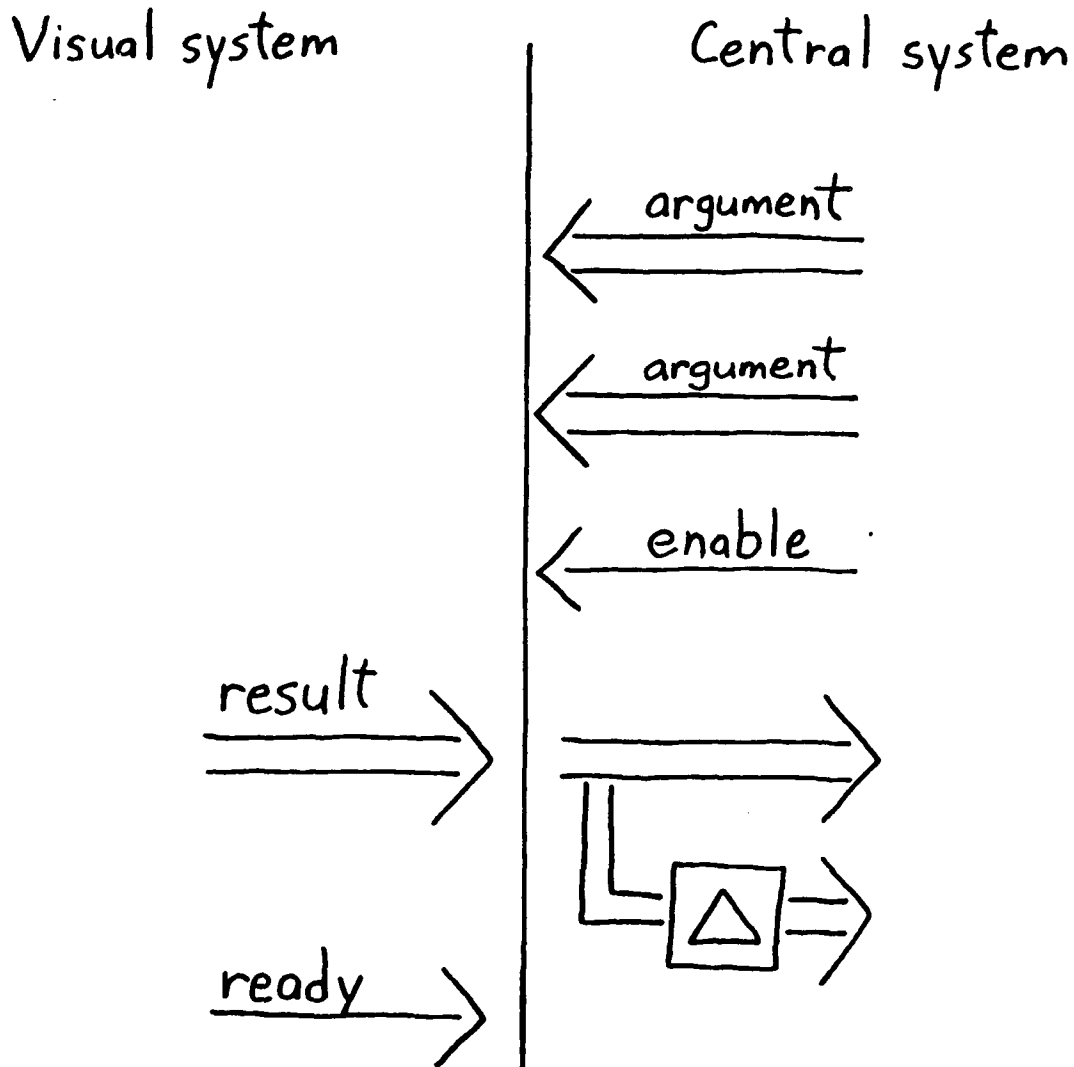 Visual system
Central system
argument
argument
enable
result
ready